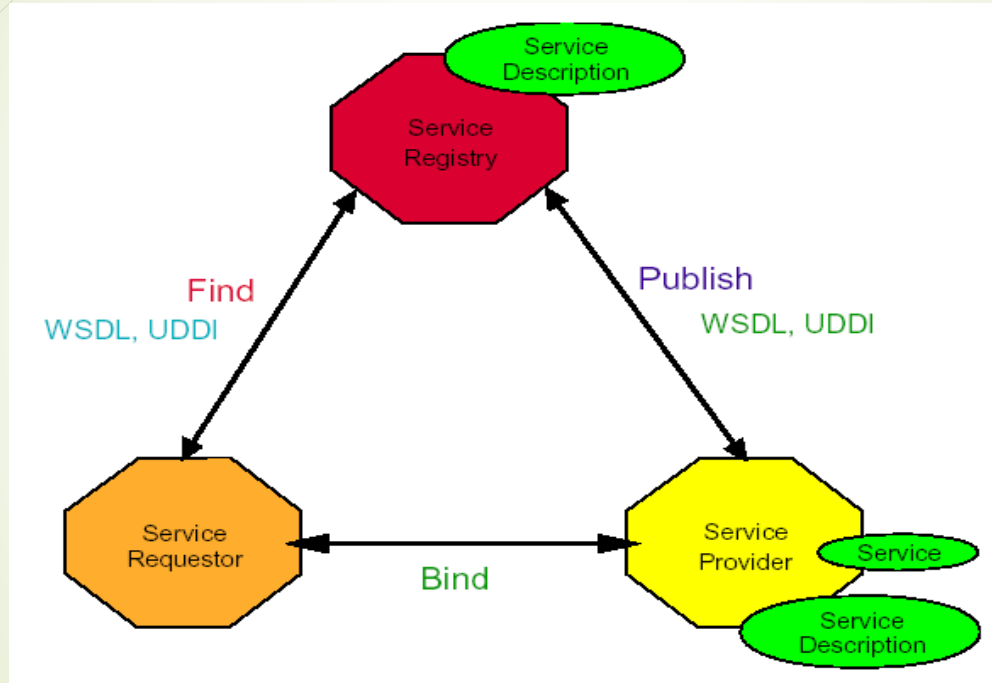 Service
Description
Service
Registry
Find
WSDL, UDDI
Publish
WSDL, UDDI
Service
Requestor
Bind
Service
Provider
Service
Service
Description